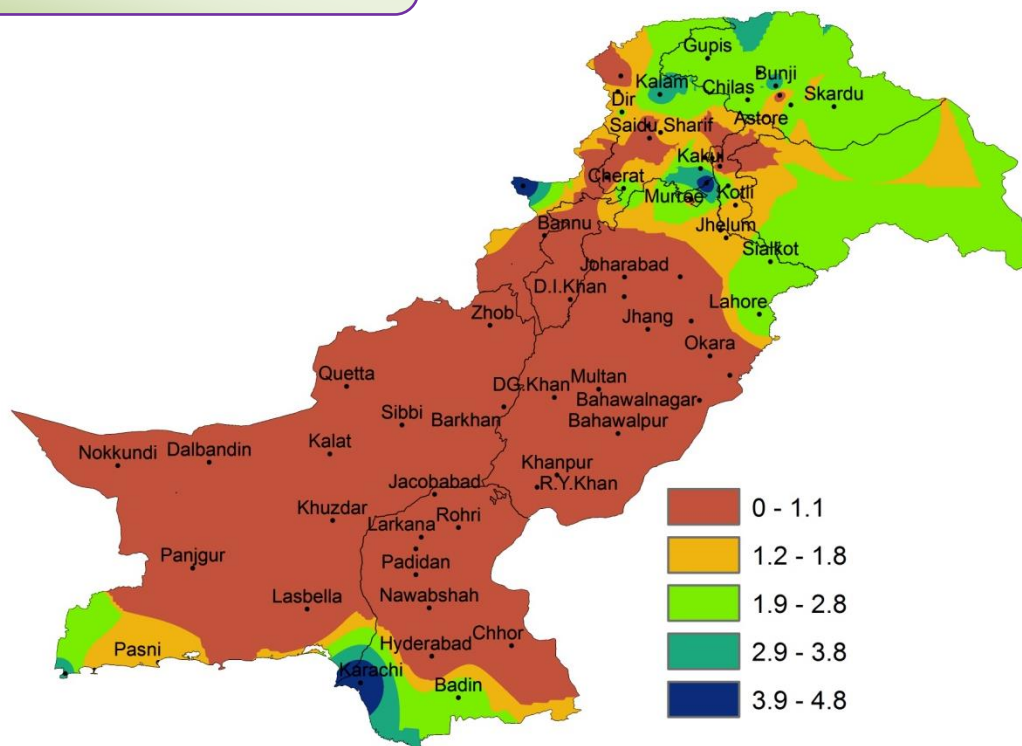 Gupis
Bunji
Kalam
Chilas
Skardu
Dir
Astore
Saidu Sharif
Kakul
Cherat
Murree
Kotli
Bannu
Jhelum
Sialkot
Joharabad
D.I.Khan
Lahore
Zhob
Jhang
Okara
Quetta
DG.Khan
Multan
Bahawalnagar
Sibbi
Barkhan
Bahawalpur
Nokkundi
Dalbandin
Kalat
Khanpur
R.Y.Khan
Jacobabad
Khuzdar
Larkana
Rohri
Panjgur
Padidan
Lasbella
Nawabshah
Pasni
Hyderabad
Chhor
Karachi
Badin
0 - 1.1
1.2 - 1.8
1.9 - 2.8
2.9 - 3.8
3.9 - 4.8